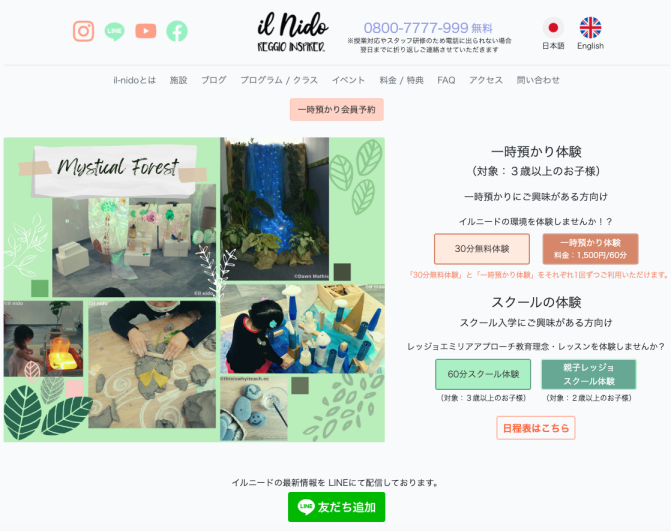 il Nido
REGGIO INSPIRED
0800-7777-999 無料
※授業対応やスタッフ研修のため電話に出られない場合
翌日までに折り返しご連絡させていただきます
日本語
English
il-nidoとは 施設 ブログ プログラム / クラス イベント 料金 / 特典 FAQ アクセス 問い合わせ
一時預かり会員予約
Mystical Forest
一時預かり体験
（対象：３歳以上のお子様）
一時預かりにご興味がある方向け
イルニードの環境を体験しませんか！？
30分無料体験
一時預かり体験
料金：1,500円/60分
「30分無料体験」と「一時預かり体験」をそれぞれ1回ずつご利用いただけます。
スクールの体験
スクール入学にご興味がある方向け
レッジョエミリアアプローチ教育理念・レッスンを体験しませんか？
60分スクール体験
親子レッジョ
スクール体験
（対象：３歳以上のお子様）
（対象：２歳以上のお子様）
日程表はこちら
イルニードの最新情報を LINEにて配信しております。
LINE
友だち追加